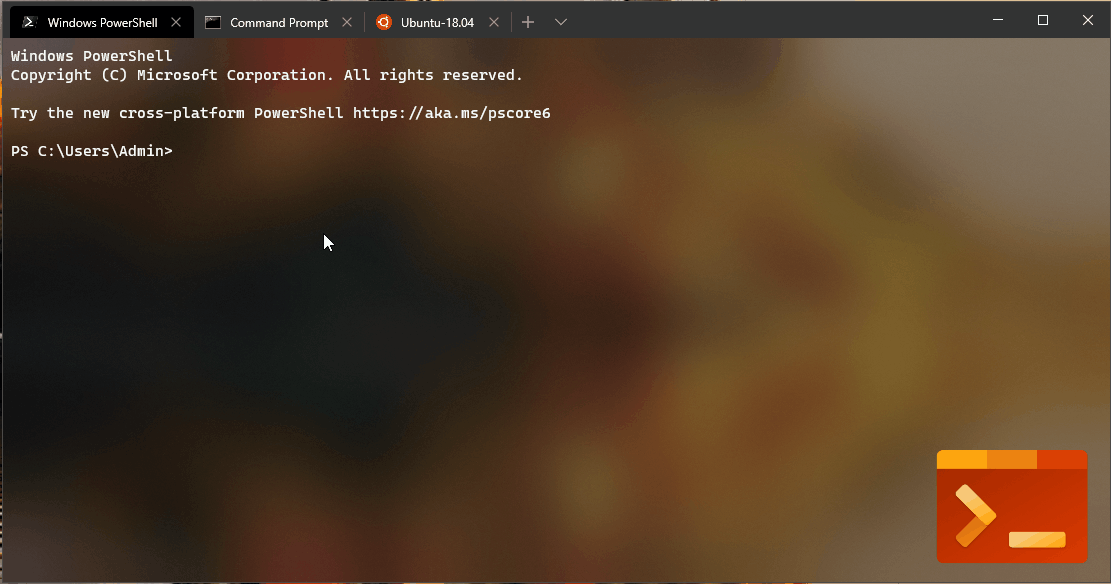 Windows PowerShell
Command Prompt
Ubuntu-18.04
Windows PowerShell
Copyright (C) Microsoft Corporation. All rights reserved.
Try the new cross-platform PowerShell https://aka.ms/pscore6
PS C:\Users\Admin>